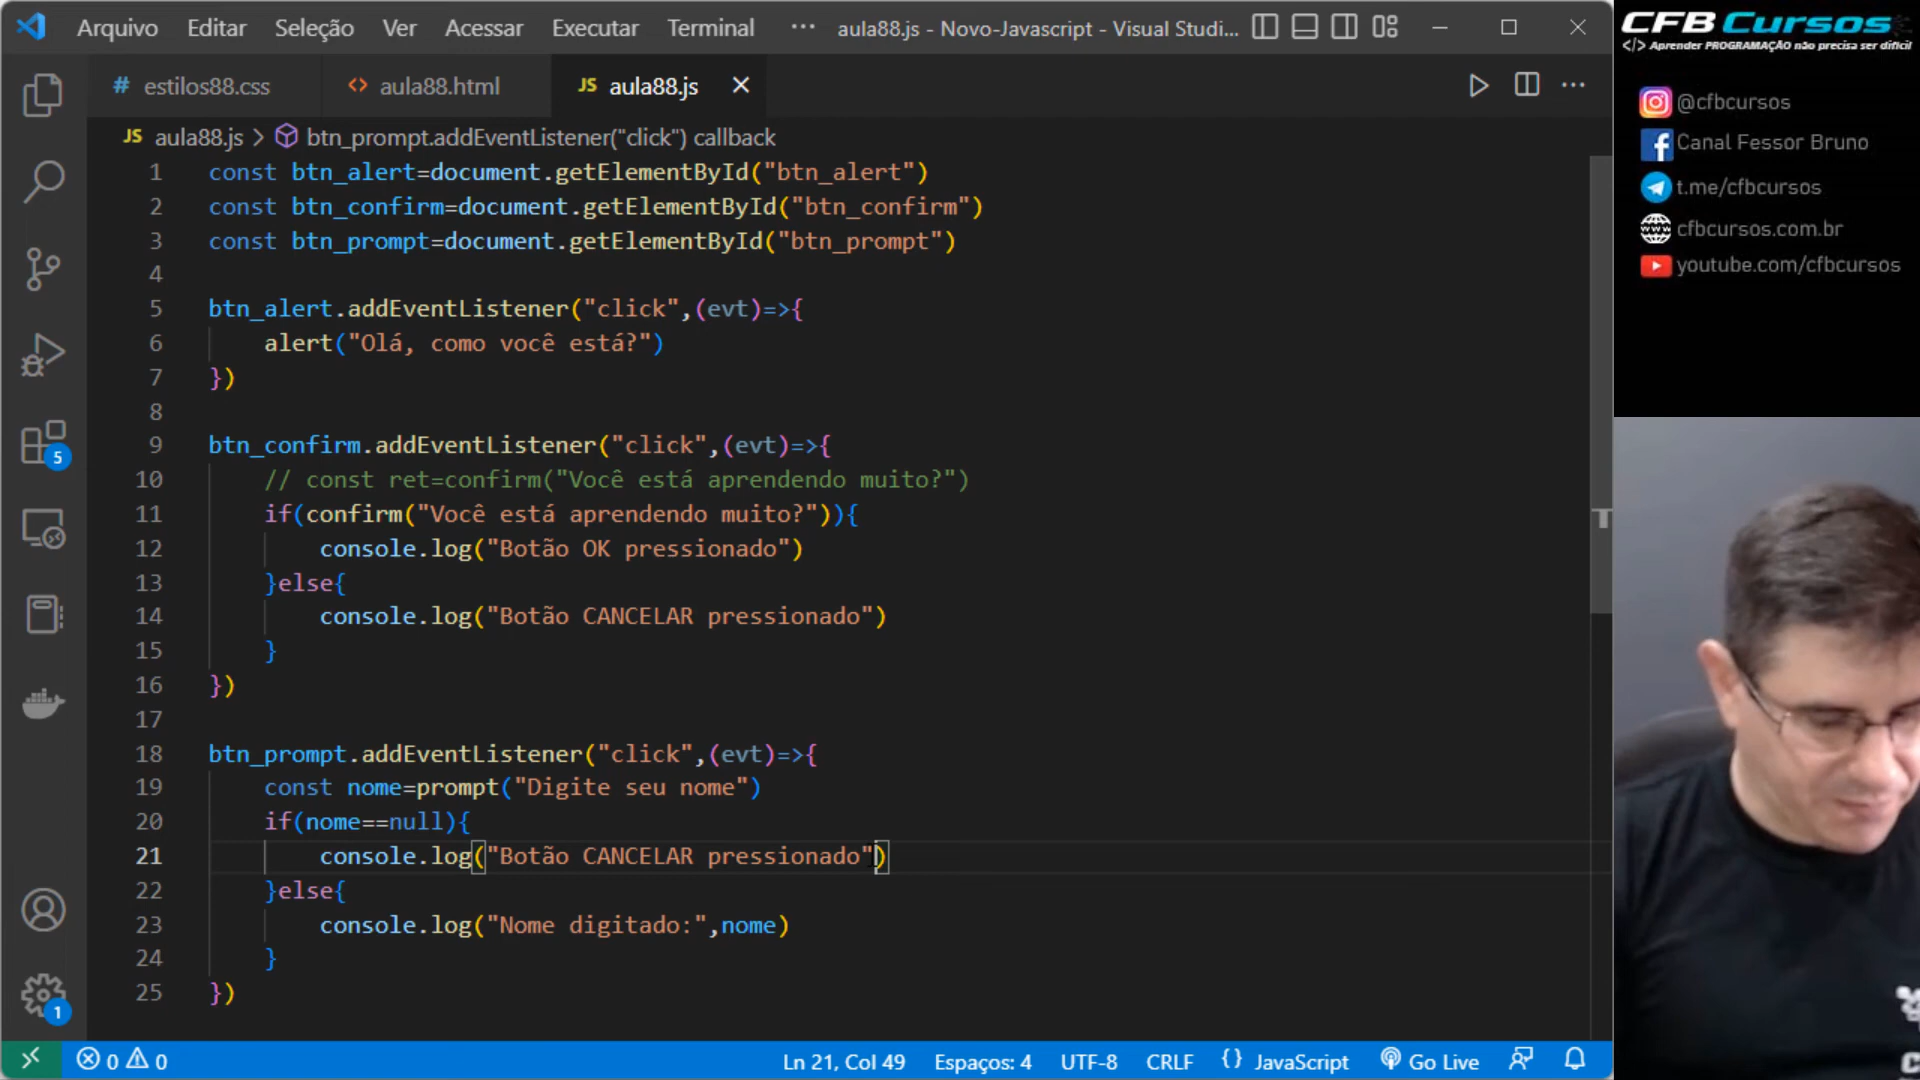 Arquivo Editar Seleção Ver Acessar Executar Terminal ··· aula88.js - Novo-Javascript - Visual Studi...
# estilos88.css <> aula88.html JS aula88.js
JS aula88.js > btn_prompt.addEventListener("click") callback
1 const btn_alert=document.getElementById("btn_alert")
2 const btn_confirm=document.getElementById("btn_confirm")
3 const btn_prompt=document.getElementById("btn_prompt")
4
5 btn_alert.addEventListener("click",(evt)=>{
6 alert("Olá, como você está?")
7 })
8
9 btn_confirm.addEventListener("click",(evt)=>{
10 // const ret=confirm("Você está aprendendo muito?")
11 if(confirm("Você está aprendendo muito?")){
12 console.log("Botão OK pressionado")
13 }else{
14 console.log("Botão CANCELAR pressionado")
15 }
16 })
17
18 btn_prompt.addEventListener("click",(evt)=>{
19 const nome=prompt("Digite seu nome")
20 if(nome==null){
21 console.log("Botão CANCELAR pressionado")
22 }else{
23 console.log("Nome digitado:",nome)
24 }
25 })
5
1
0 0 Ln 21, Col 49 Espaços: 4 UTF-8 CRLF {} JavaScript Go Live
CFB Cursos
</> Aprender PROGRAMAÇÃO não precisa ser difícil
@cfbcursos
Canal Fessor Bruno
t.me/cfbcursos
cfbcursos.com.br
youtube.com/cfbcursos